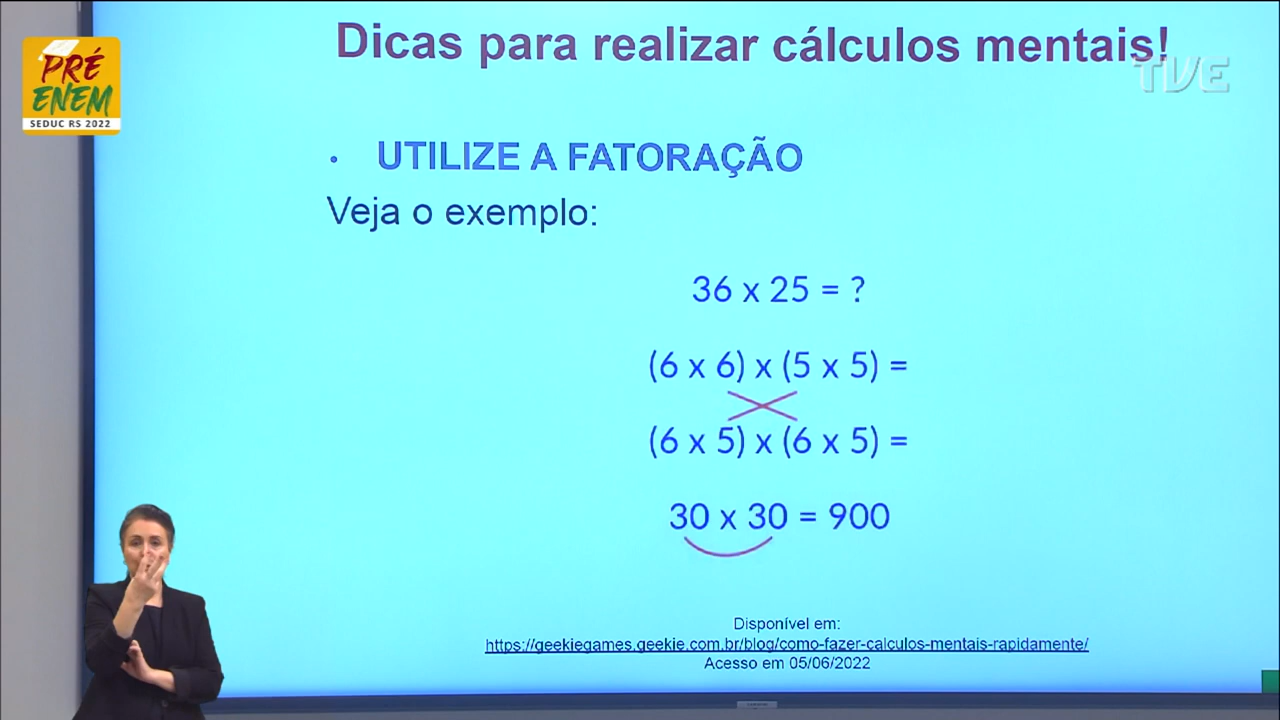 Dicas para realizar cálculos mentais!
TVE
PRÉ
ENEM
SEDUC RS 2022
• UTILIZE A FATORAÇÃO
Veja o exemplo:
36 x 25 = ?
(6 x 6) x (5 x 5) =
(6 x 5) x (6 x 5) =
30 x 30 = 900
Disponível em:
https://geekiegames.geekie.com.br/blog/como-fazer-calculos-mentais-rapidamente/
Acesso em 05/06/2022